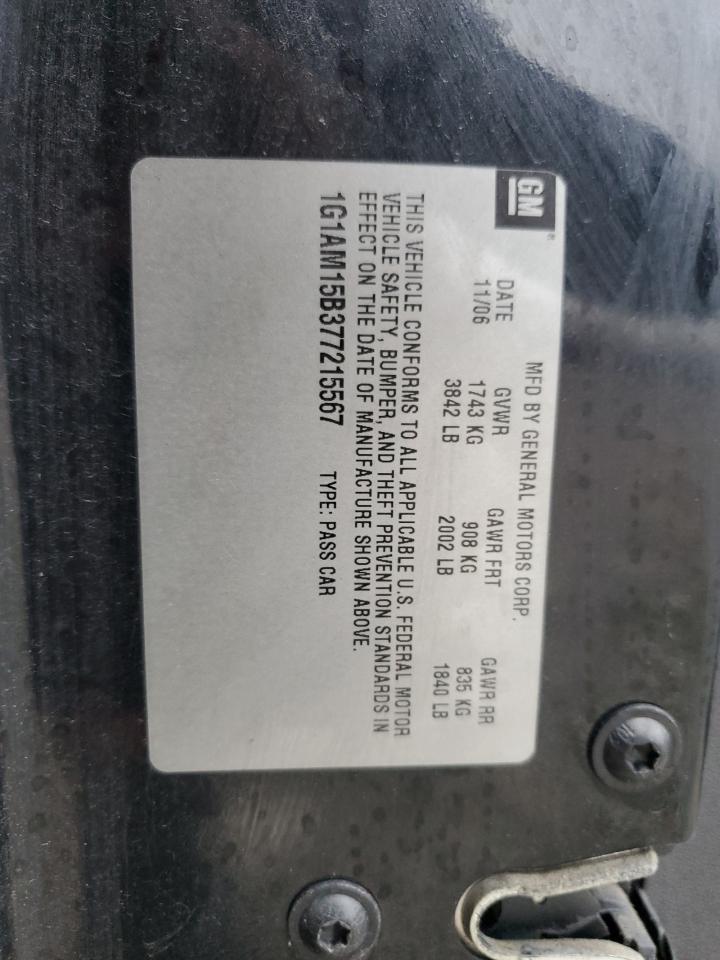 GM®
MFD BY GENERAL MOTORS CORP.
DATE GVWR GAWR FRT GAWR RR
11/06 1743 KG 908 KG 835 KG
3842 LB 2002 LB 1840 LB
THIS VEHICLE CONFORMS TO ALL APPLICABLE U.S. FEDERAL MOTOR
VEHICLE SAFETY, BUMPER, AND THEFT PREVENTION STANDARDS IN
EFFECT ON THE DATE OF MANUFACTURE SHOWN ABOVE.
1G1AM15B377215567 TYPE: PASS CAR